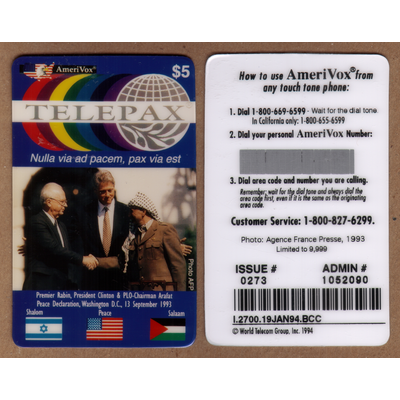 AmeriVox®
$5
TELEPAX
Nulla via ad pacem, pax via est
Photo AFP
Premier Rabin, President Clinton & PLO-Chairman Arafat
Peace Declaration, Washington D.C., 13 September 1993
Shalom Peace Salaam
How to use AmeriVox® from
any touch tone phone:
1. Dial 1-800-669-6599 - Wait for the dial tone.
In California only: 1-800-655-6599
2. Dial your personal AmeriVox Number:
3. Dial area code and number you are calling.
Remember; wait for the dial tone and always dial the
area code first, even if it is the same as the originating
area code.
Customer Service: 1-800-827-6299.
Photo: Agence France Presse, 1993
Limited to 9,999
ISSUE # ADMIN #
0273 1052090
I.2700.19JAN94.BCC
© World Telecom Group, Inc. 1994